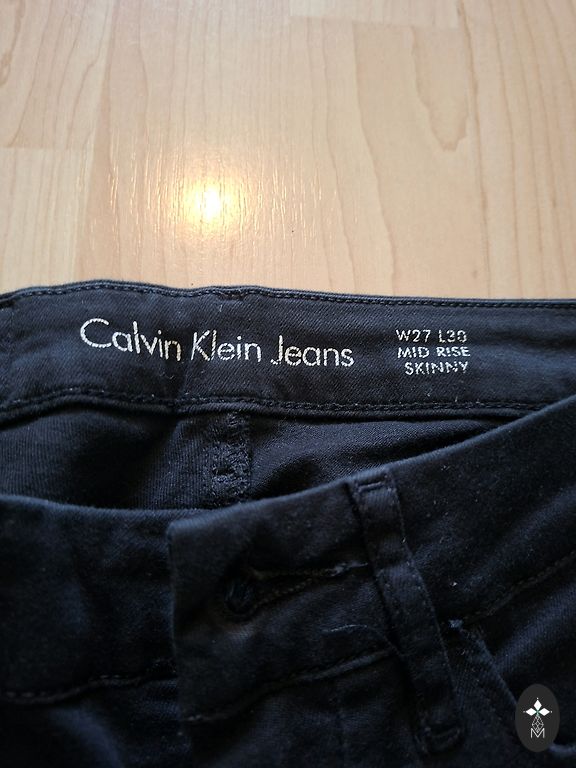 Calvin Klein Jeans
W27 L30
MID RISE
SKINNY
M